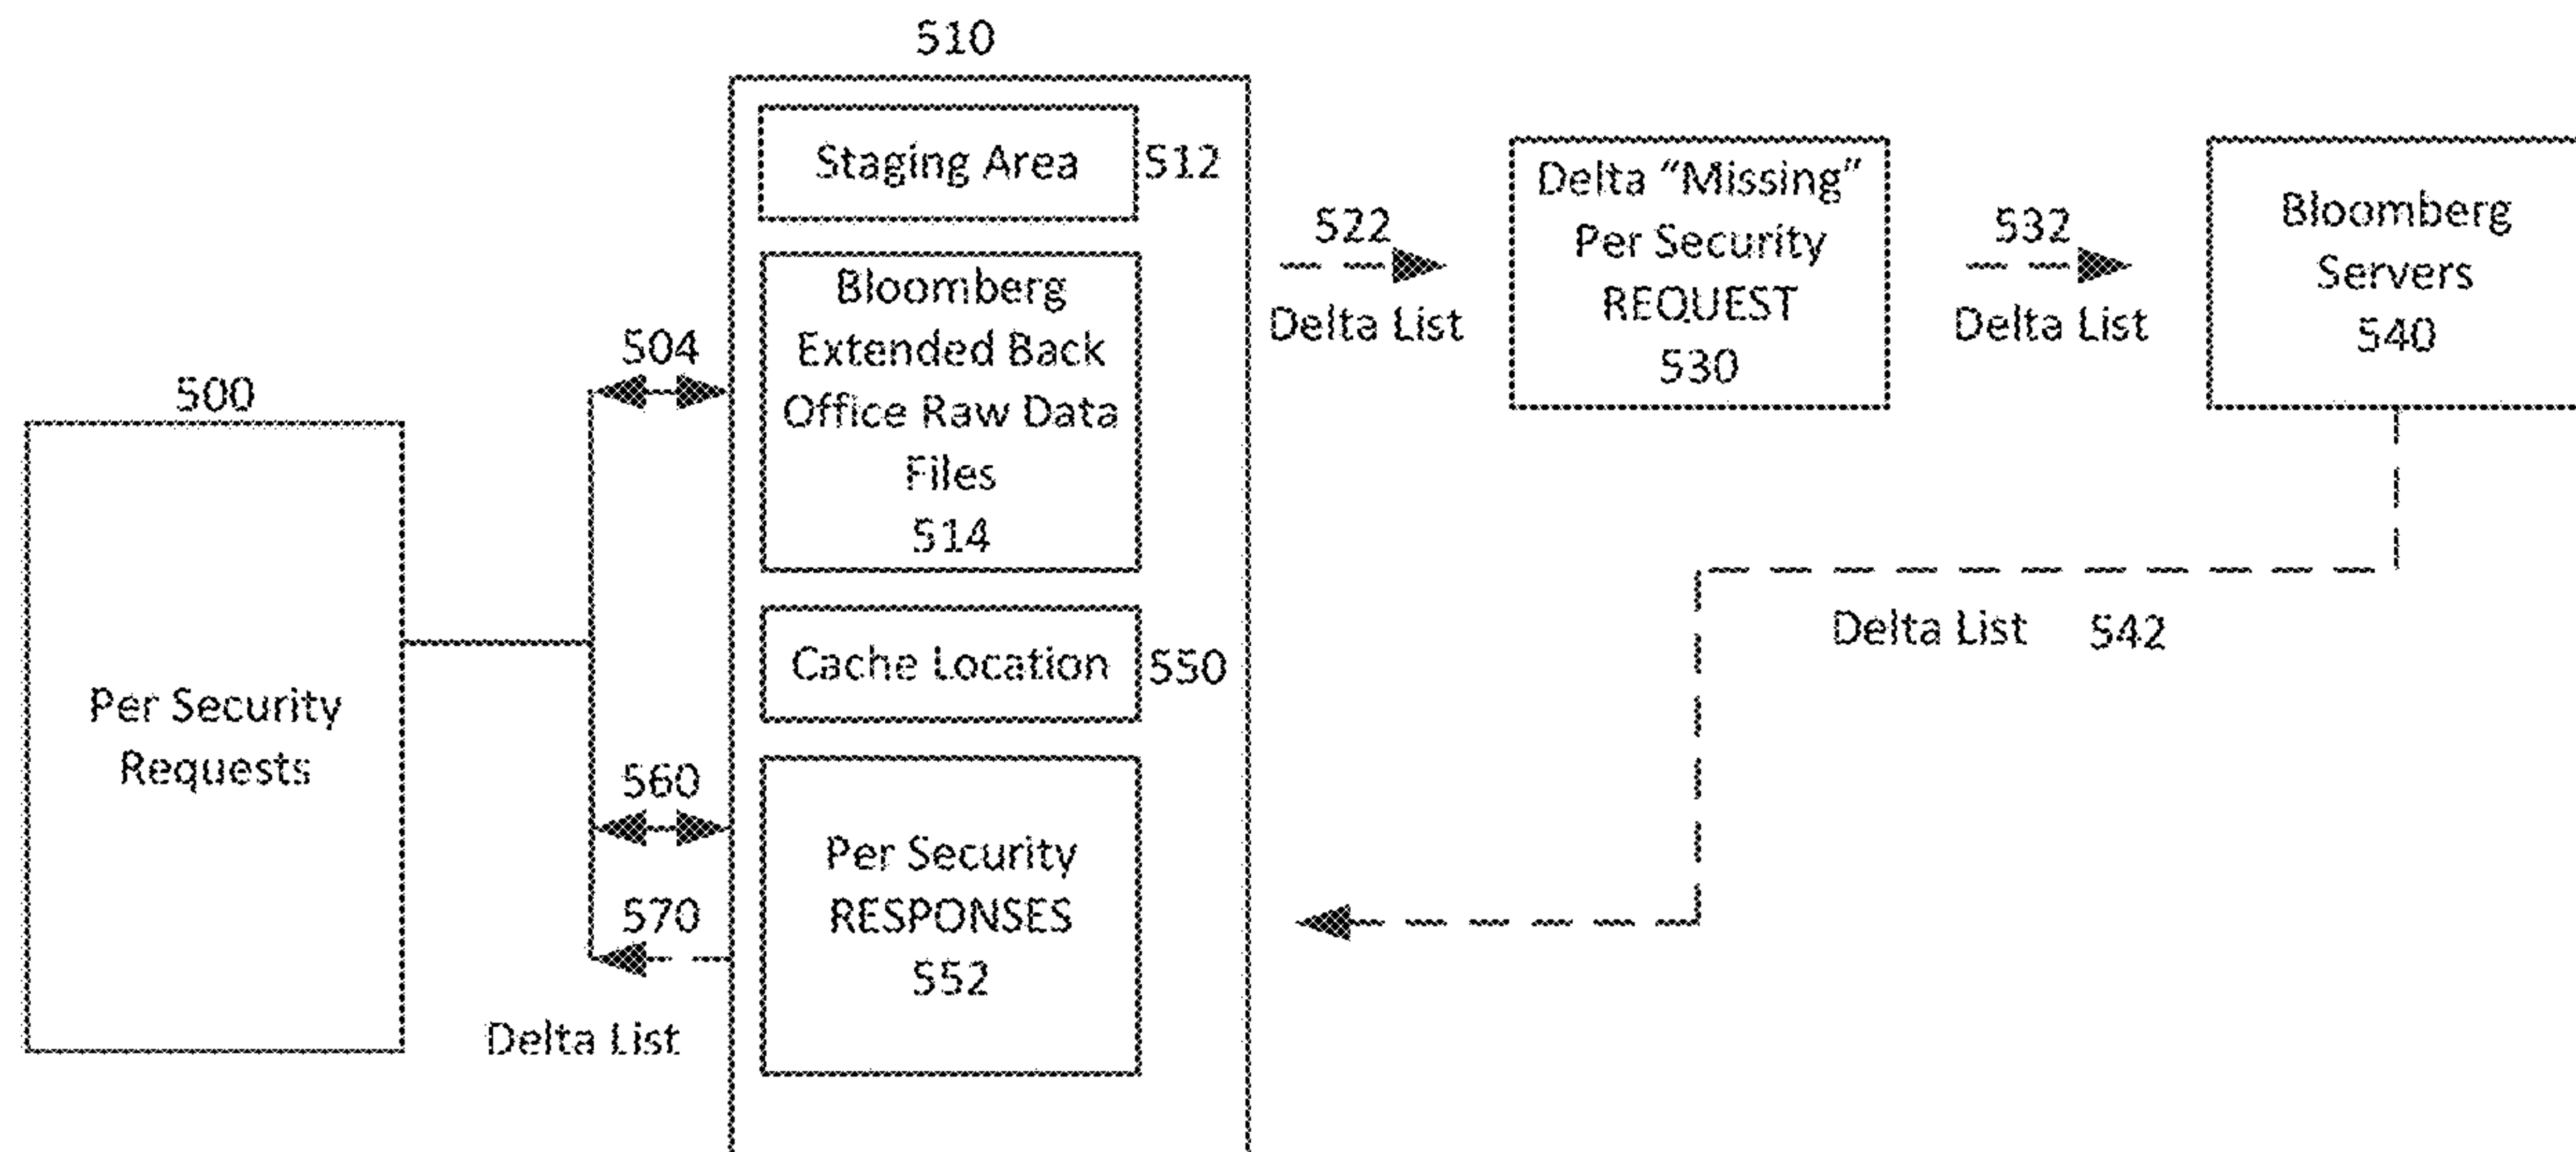 510
Staging Area
512
Bloomberg
Extended Back
Office Raw Data
Files
514
Cache Location
550
Per Security
RESPONSES
552
500
Per Security
Requests
504
560
570
Delta List
522
Delta List
Delta "Missing"
Per Security
REQUEST
530
532
Delta List
Bloomberg
Servers
540
Delta List 542